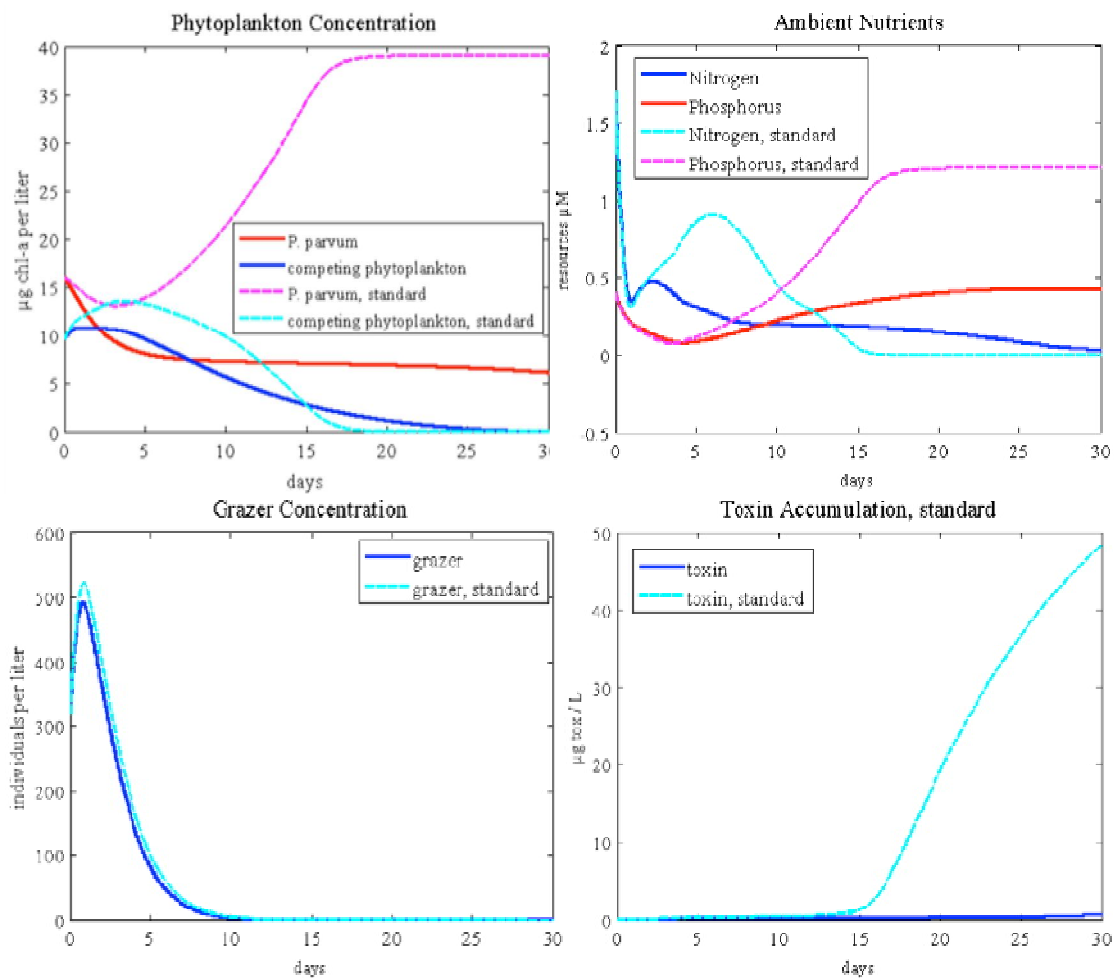 Phytoplankton Concentration
40
35
30
25
20
15
10
5
0
µg chl-a per liter
P. parvum
competing phytoplankton
P. parvum, standard
competing phytoplankton, standard
0 5 10 15 20 25 30
days
Ambient Nutrients
2
1.5
1
0.5
0
-0.5
resources µM
Nitrogen
Phosphorus
Nitrogen, standard
Phosphorus, standard
0 5 10 15 20 25 30
days
Grazer Concentration
600
500
400
300
200
100
0
individuals per liter
grazer
grazer, standard
0 5 10 15 20 25 30
days
Toxin Accumulation, standard
50
40
30
20
10
0
µg tox / L
toxin
toxin, standard
0 5 10 15 20 25 30
days